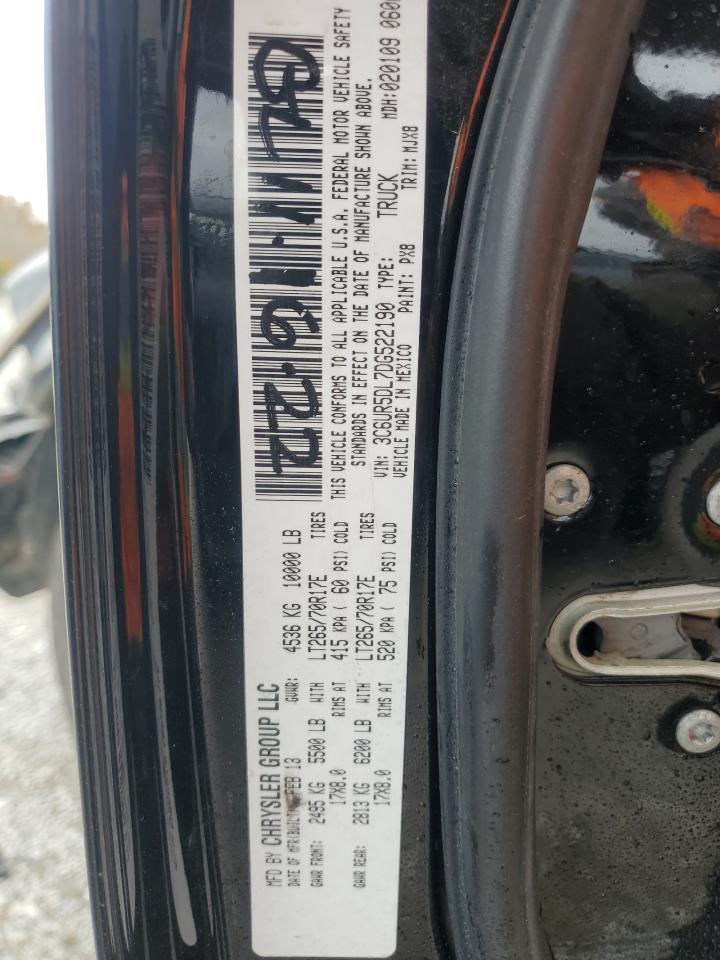 MFD BY CHRYSLER GROUP LLC
DATE OF MFR(BUILT): FEB 13 GVWR: 4536 KG 10000 LB
GAWR FRONT: 2495 KG 5500 LB WITH LT265/70R17E TIRES
17X8.0 RIMS AT 415 KPA ( 60 PSI) COLD
GAWR REAR: 2813 KG 6200 LB WITH LT265/70R17E TIRES
17X8.0 RIMS AT 520 KPA ( 75 PSI) COLD
THIS VEHICLE CONFORMS TO ALL APPLICABLE U.S.A. FEDERAL MOTOR VEHICLE SAFETY
STANDARDS IN EFFECT ON THE DATE OF MANUFACTURE SHOWN ABOVE.
VIN: 3C6UR5DL7DG522190 TYPE: TRUCK MDH:020109 060
VEHICLE MADE IN MEXICO PAINT: PX8 TRIM: MJX8